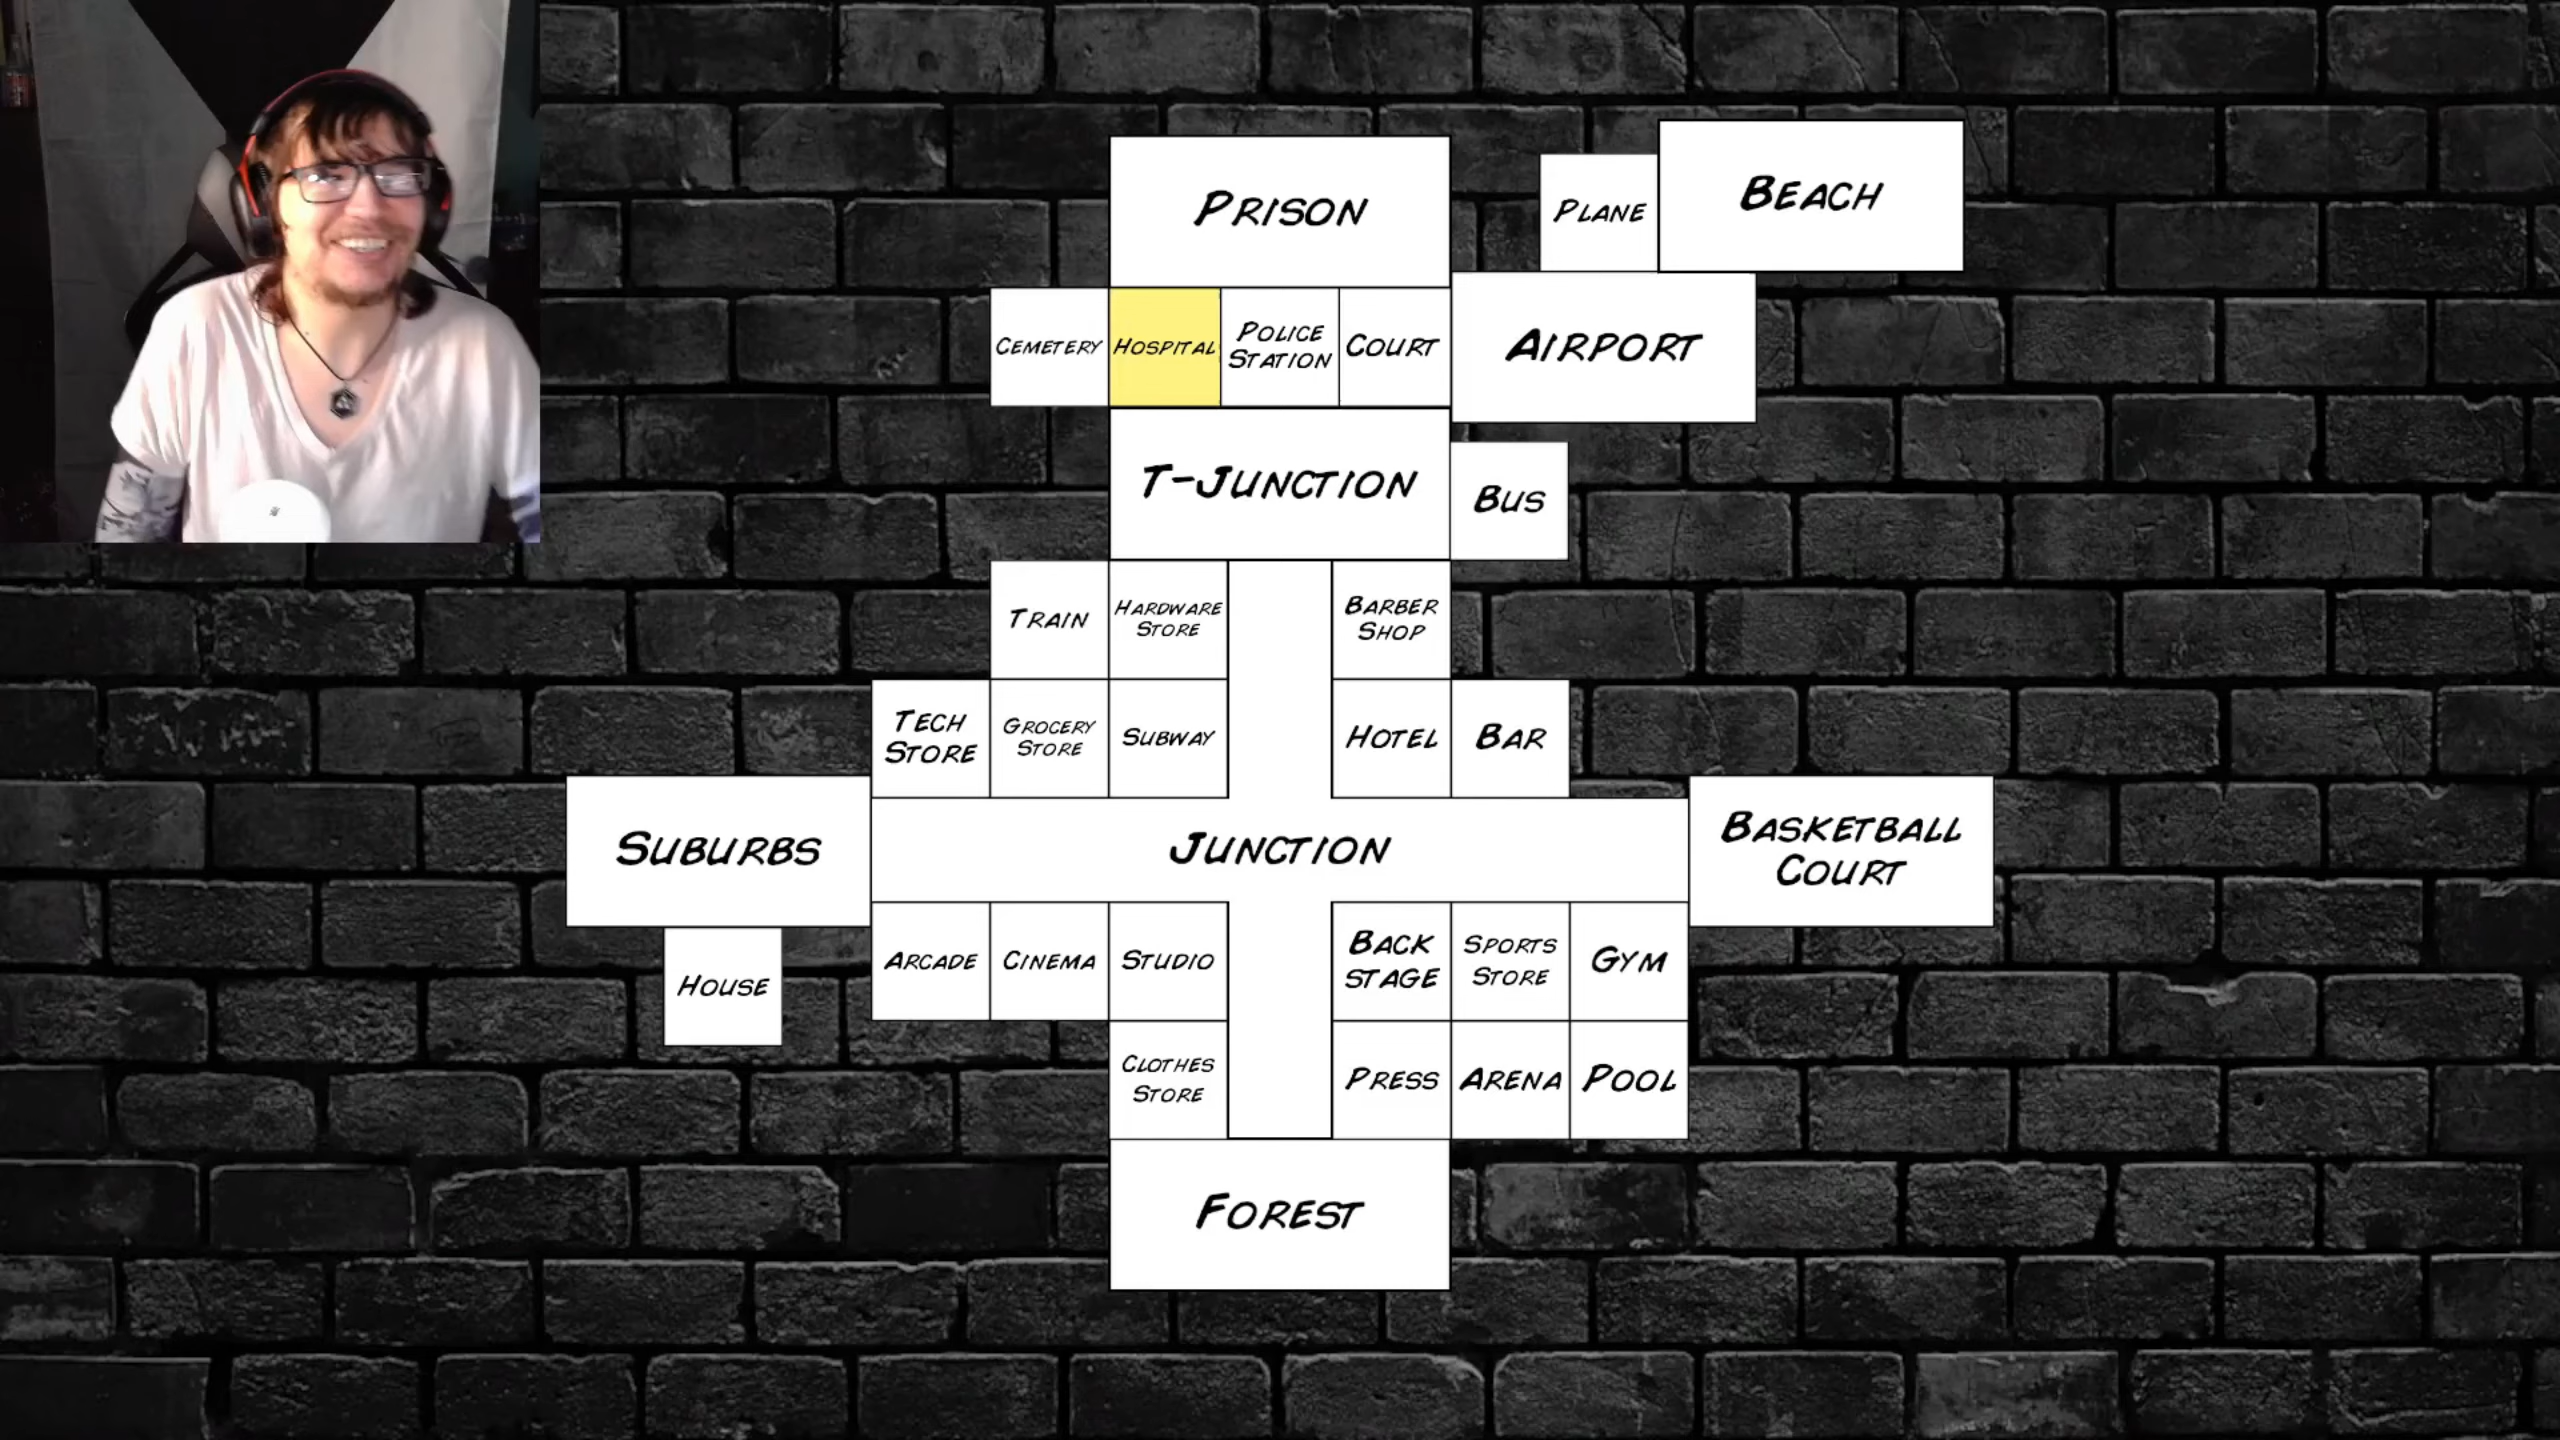 PRISON
PLANE
BEACH
CEMETERY
HOSPITAL
POLICE
STATION
COURT
AIRPORT
T-JUNCTION
BUS
TRAIN
HARDWARE
STORE
BARBER
SHOP
TECH
STORE
GROCERY
STORE
SUBWAY
HOTEL
BAR
SUBURBS
JUNCTION
BASKETBALL
COURT
HOUSE
ARCADE
CINEMA
STUDIO
BACK
STAGE
SPORTS
STORE
GYM
CLOTHES
STORE
PRESS
ARENA
POOL
FOREST